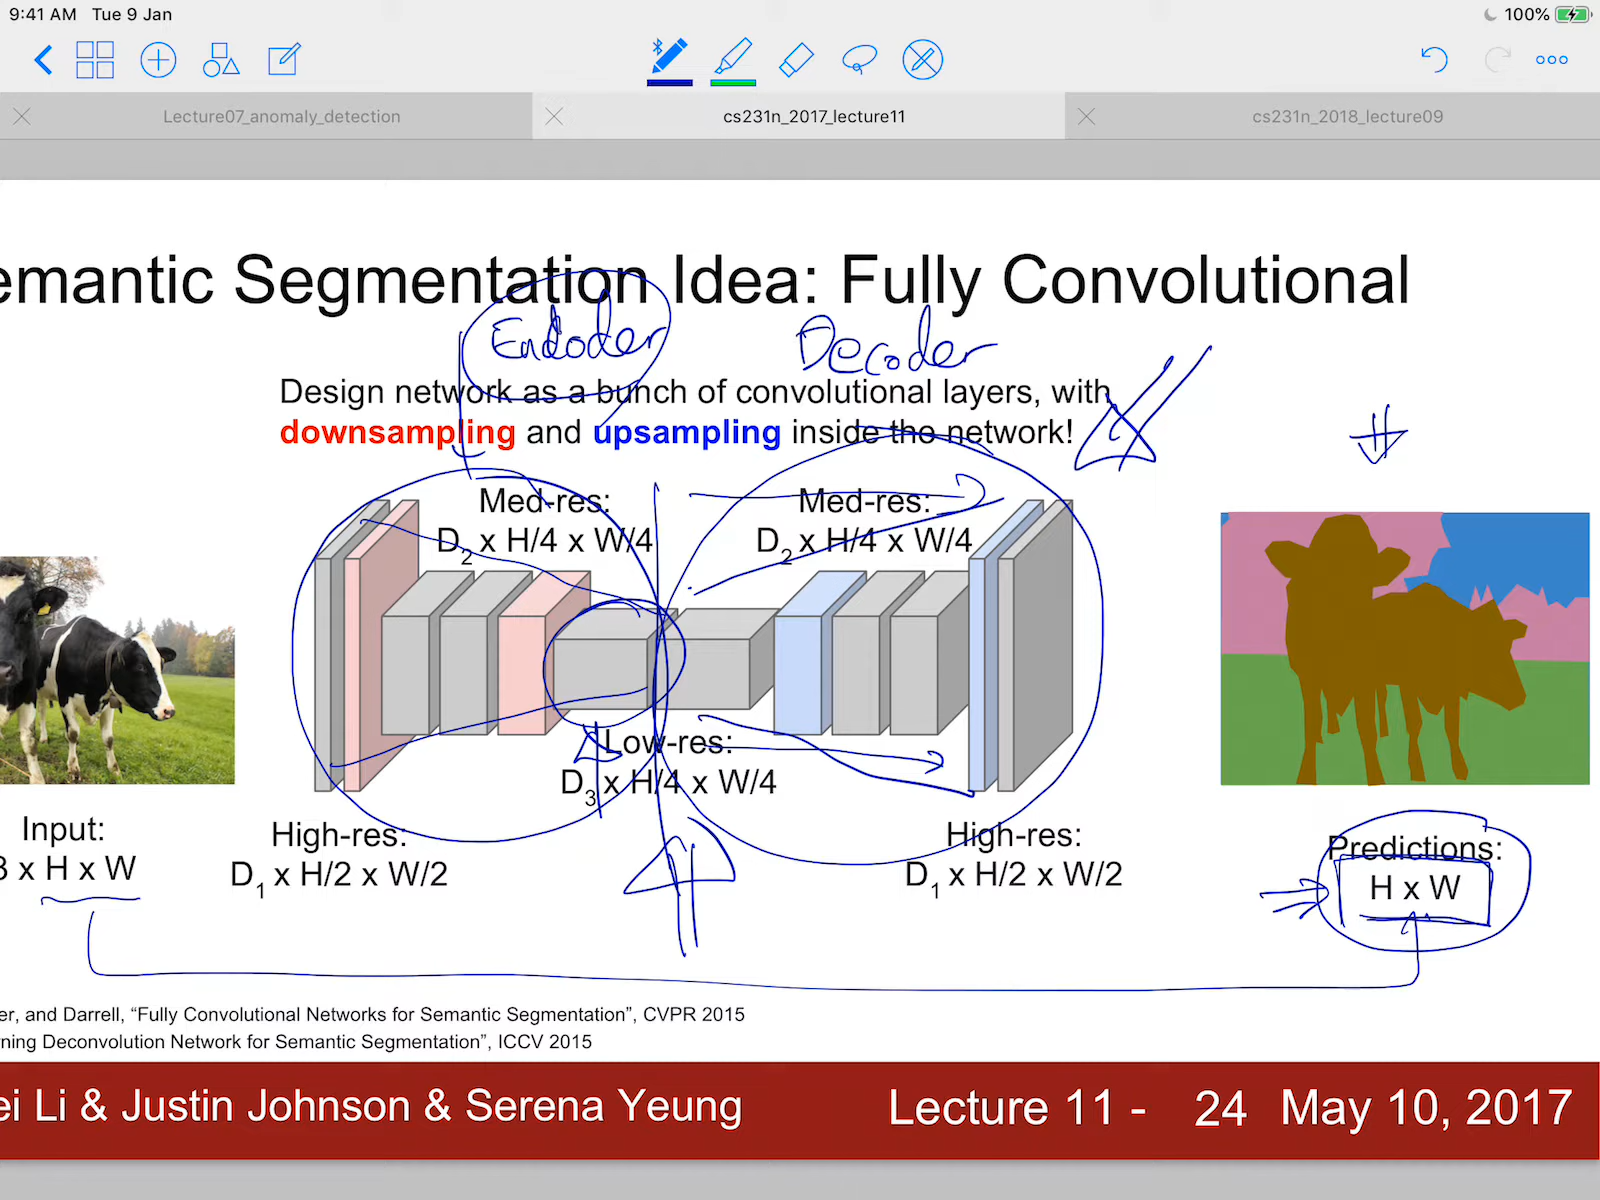 9:41 AM Tue 9 Jan
100%
Lecture07_anomaly_detection
cs231n_2017_lecture11
cs231n_2018_lecture09
emantic Segmentation Idea: Fully Convolutional
Endoder
Decoder
Design network as a bunch of convolutional layers, with
downsampling and upsampling inside the network!
Med-res:
D2 x H/4 x W/4
Med-res:
D2 x H/4 x W/4
Low-res:
D3 x H/4 x W/4
Input:
3 x H x W
High-res:
D1 x H/2 x W/2
High-res:
D1 x H/2 x W/2
Predictions:
H x W
er, and Darrell, “Fully Convolutional Networks for Semantic Segmentation”, CVPR 2015
rning Deconvolution Network for Semantic Segmentation”, ICCV 2015
ei Li & Justin Johnson & Serena Yeung
Lecture 11 - 24 May 10, 2017